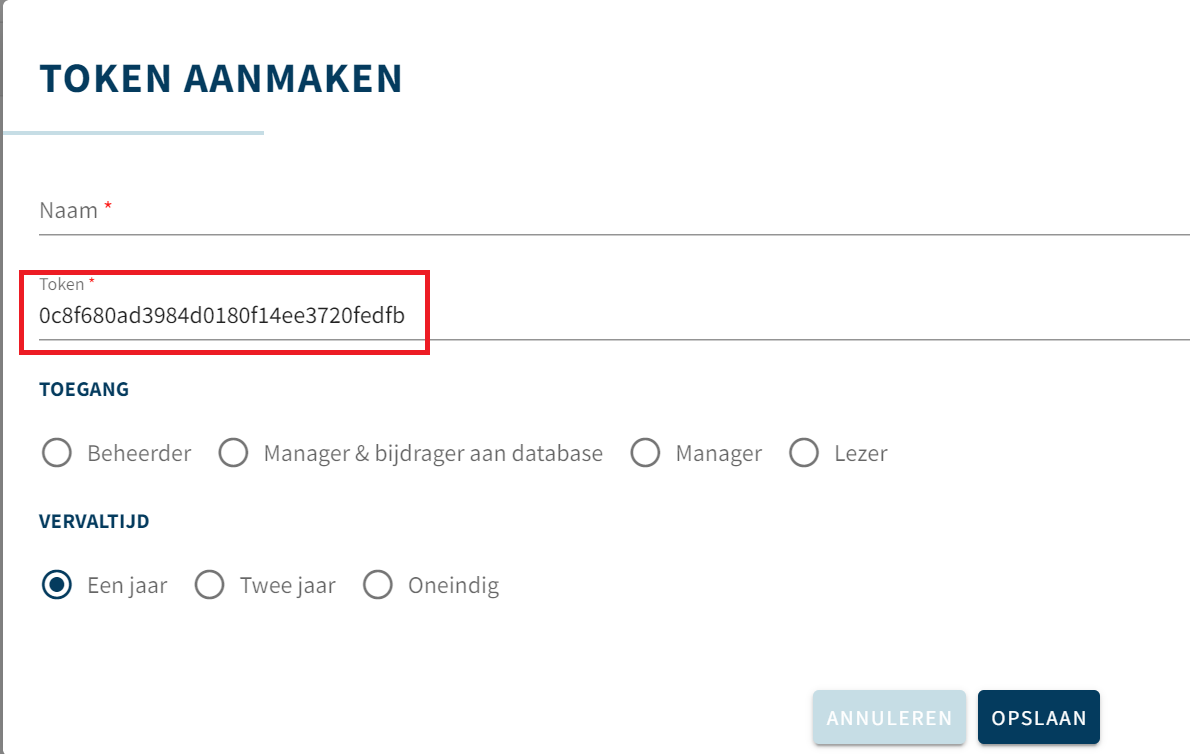 TOKEN AANMAKEN
Naam *
Token *
0c8f680ad3984d0180f14ee3720fedfb
TOEGANG
Beheerder Manager & bijdrager aan database Manager Lezer
VERVALTIJD
Een jaar Twee jaar Oneindig
ANNULEREN OPSLAAN